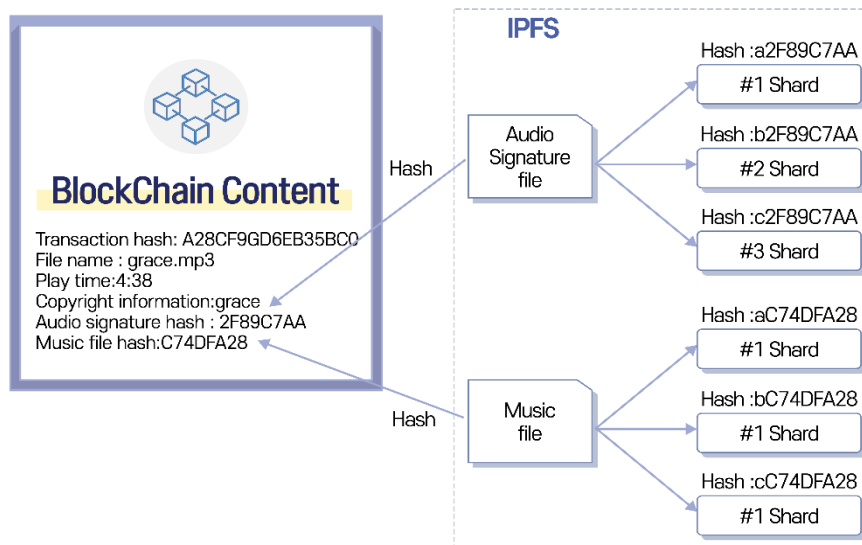 IPFS
BlockChain Content
Transaction hash: A28CF9GD6EB35BC0
File name : grace.mp3
Play time:4:38
Copyright information:grace
Audio signature hash : 2F89C7AA
Music file hash:C74DFA28
Hash
Hash
Audio
Signature
file
Music
file
Hash :a2F89C7AA
#1 Shard
Hash :b2F89C7AA
#2 Shard
Hash :c2F89C7AA
#3 Shard
Hash :aC74DFA28
#1 Shard
Hash :bC74DFA28
#1 Shard
Hash :cC74DFA28
#1 Shard